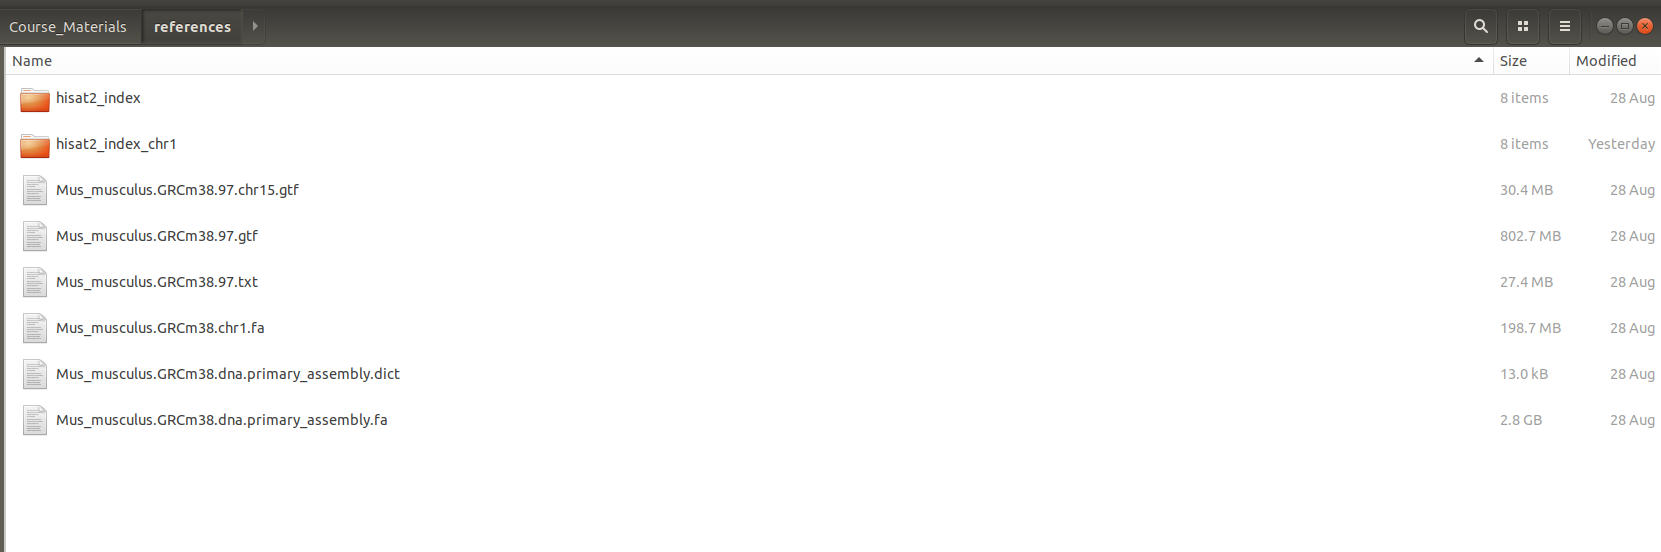 Course_Materials references
Name Size Modified
hisat2_index 8 items 28 Aug
hisat2_index_chr1 8 items Yesterday
Mus_musculus.GRCm38.97.chr15.gtf 30.4 MB 28 Aug
Mus_musculus.GRCm38.97.gtf 802.7 MB 28 Aug
Mus_musculus.GRCm38.97.txt 27.4 MB 28 Aug
Mus_musculus.GRCm38.chr1.fa 198.7 MB 28 Aug
Mus_musculus.GRCm38.dna.primary_assembly.dict 13.0 kB 28 Aug
Mus_musculus.GRCm38.dna.primary_assembly.fa 2.8 GB 28 Aug